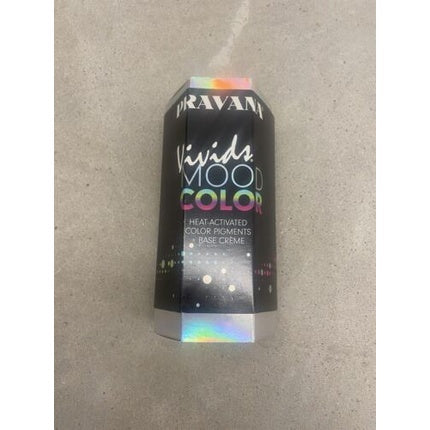 PRAVANA
Vivids
MOOD
COLOR
HEAT-ACTIVATED
COLOR PIGMENTS
+ BASE CRÈME